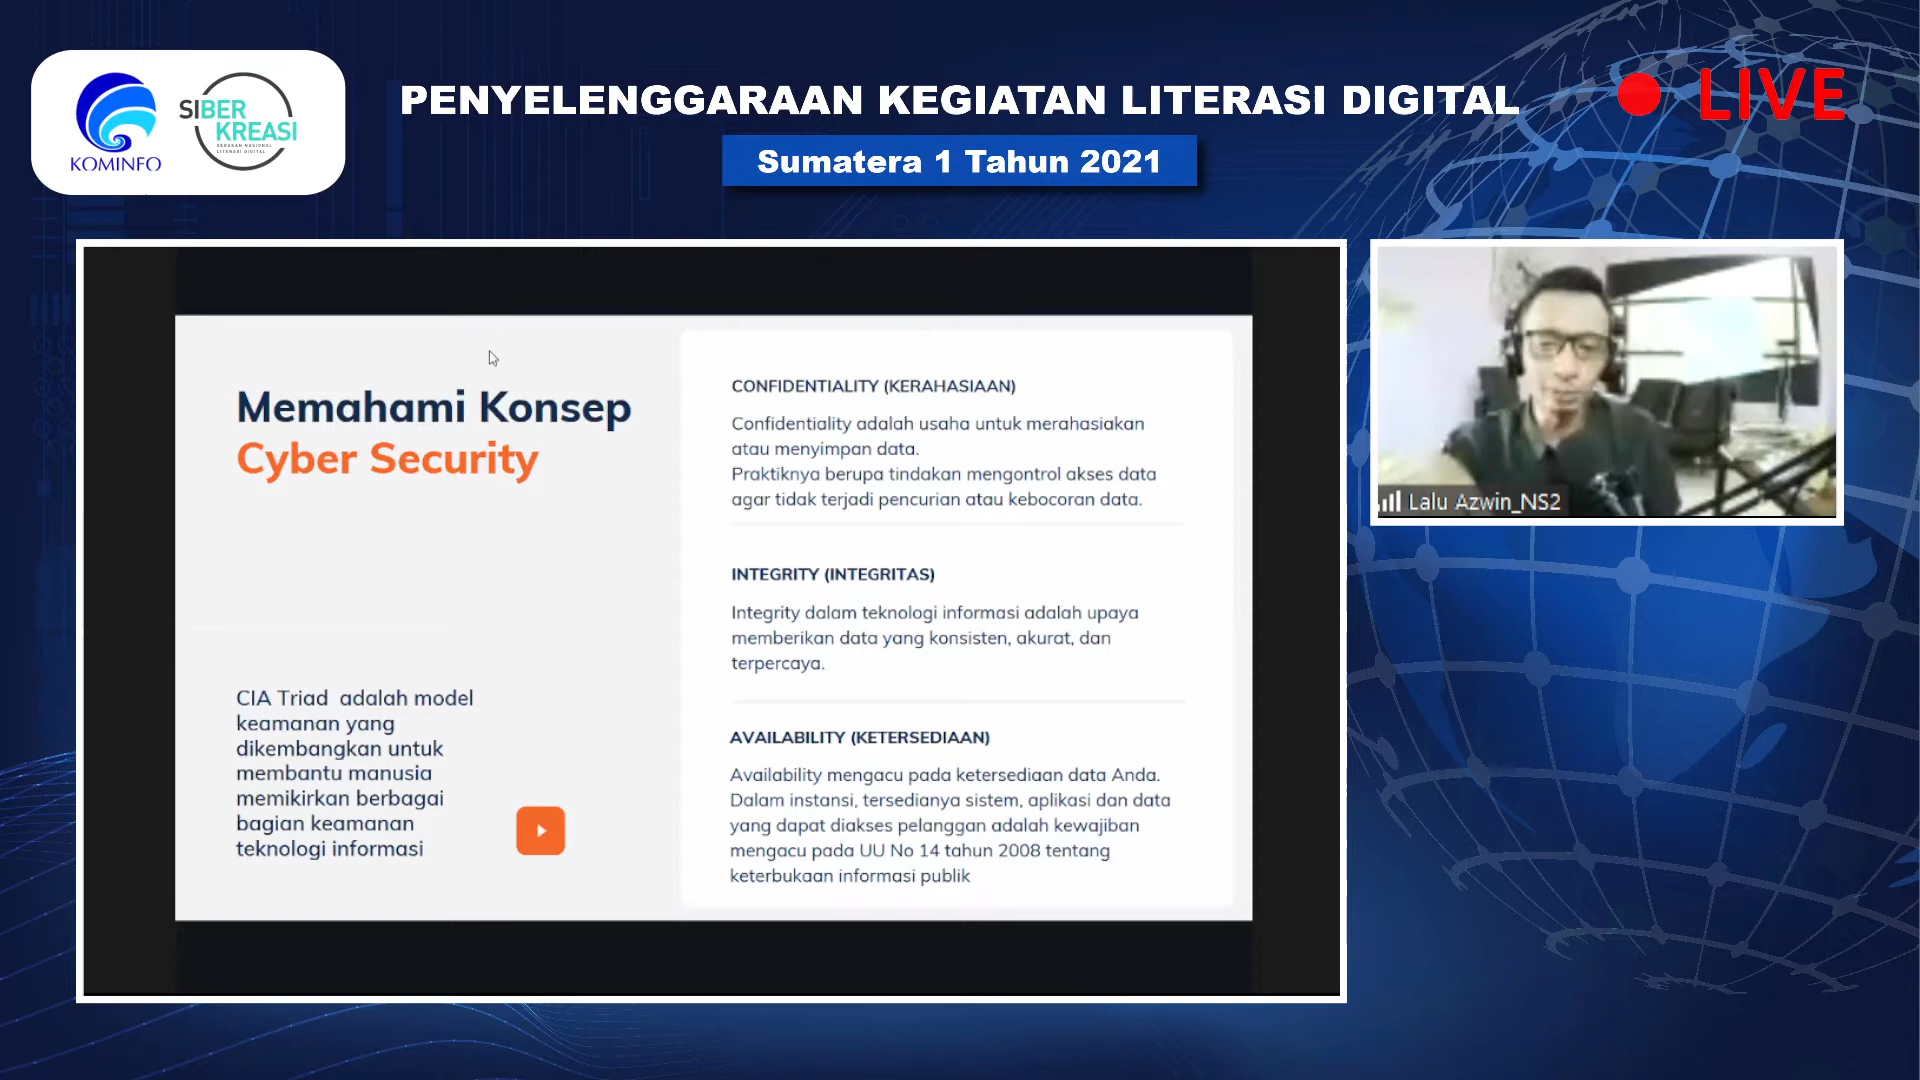 KOMINFO
SIBER
KREASI
GERAKAN NASIONAL
LITERASI DIGITAL
PENYELENGGARAAN KEGIATAN LITERASI DIGITAL
Sumatera 1 Tahun 2021
LIVE
Memahami Konsep
Cyber Security
CIA Triad adalah model
keamanan yang
dikembangkan untuk
membantu manusia
memikirkan berbagai
bagian keamanan
teknologi informasi
CONFIDENTIALITY (KERAHASIAAN)
Confidentiality adalah usaha untuk merahasiakan
atau menyimpan data.
Praktiknya berupa tindakan mengontrol akses data
agar tidak terjadi pencurian atau kebocoran data.
INTEGRITY (INTEGRITAS)
Integrity dalam teknologi informasi adalah upaya
memberikan data yang konsisten, akurat, dan
terpercaya.
AVAILABILITY (KETERSEDIAAN)
Availability mengacu pada ketersediaan data Anda.
Dalam instansi, tersedianya sistem, aplikasi dan data
yang dapat diakses pelanggan adalah kewajiban
mengacu pada UU No 14 tahun 2008 tentang
keterbukaan informasi publik
Lalu Azwin_NS2